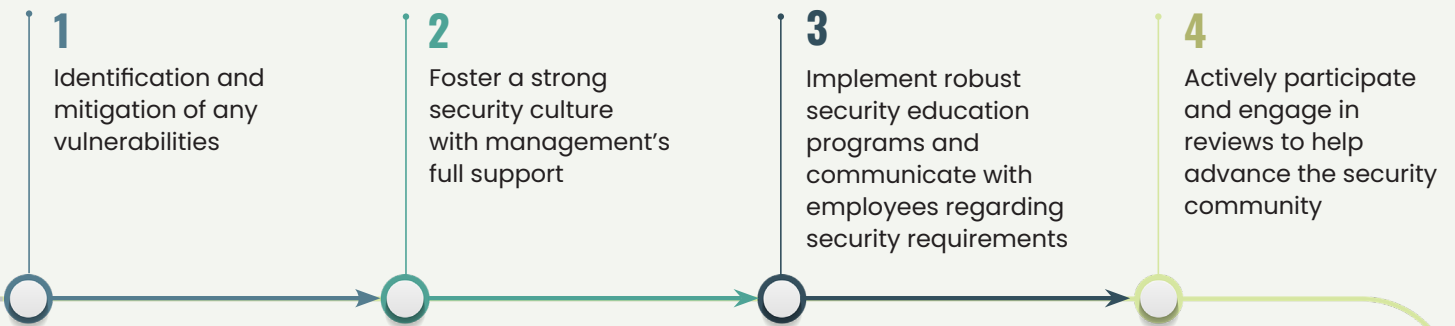 1
Identification and
mitigation of any
vulnerabilities
2
Foster a strong
security culture
with management’s
full support
3
Implement robust
security education
programs and
communicate with
employees regarding
security requirements
4
Actively participate
and engage in
reviews to help
advance the security
community